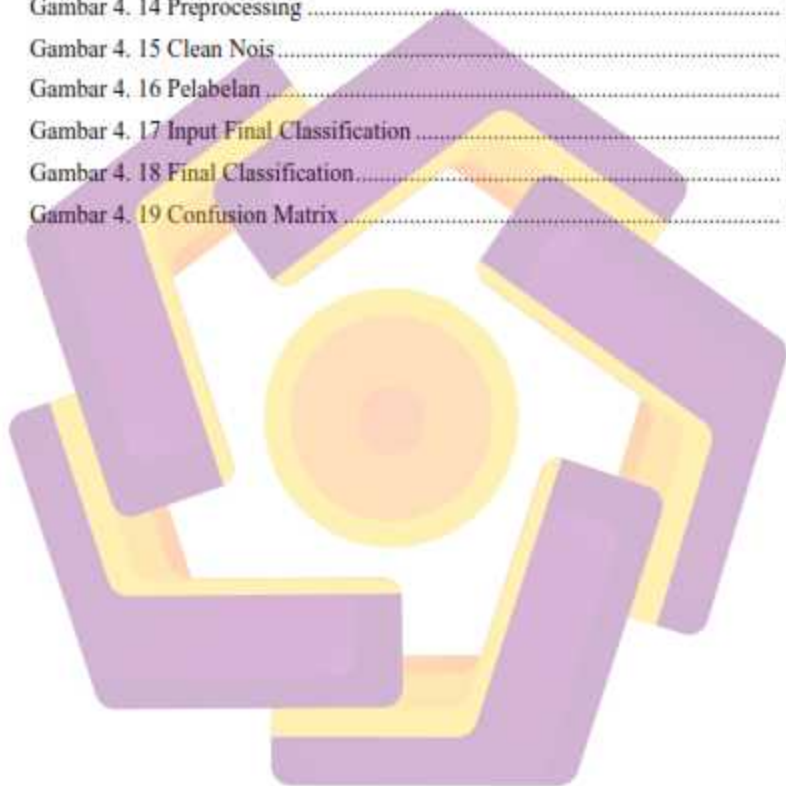 Gambar 4. 14 Preprocessing ........................................................................................
Gambar 4. 15 Clean Nois ..............................................................................................
Gambar 4. 16 Pelabelan ................................................................................................
Gambar 4. 17 Input Final Classification ....................................................................
Gambar 4. 18 Final Classification ................................................................................
Gambar 4. 19 Confusion Matrix ..................................................................................